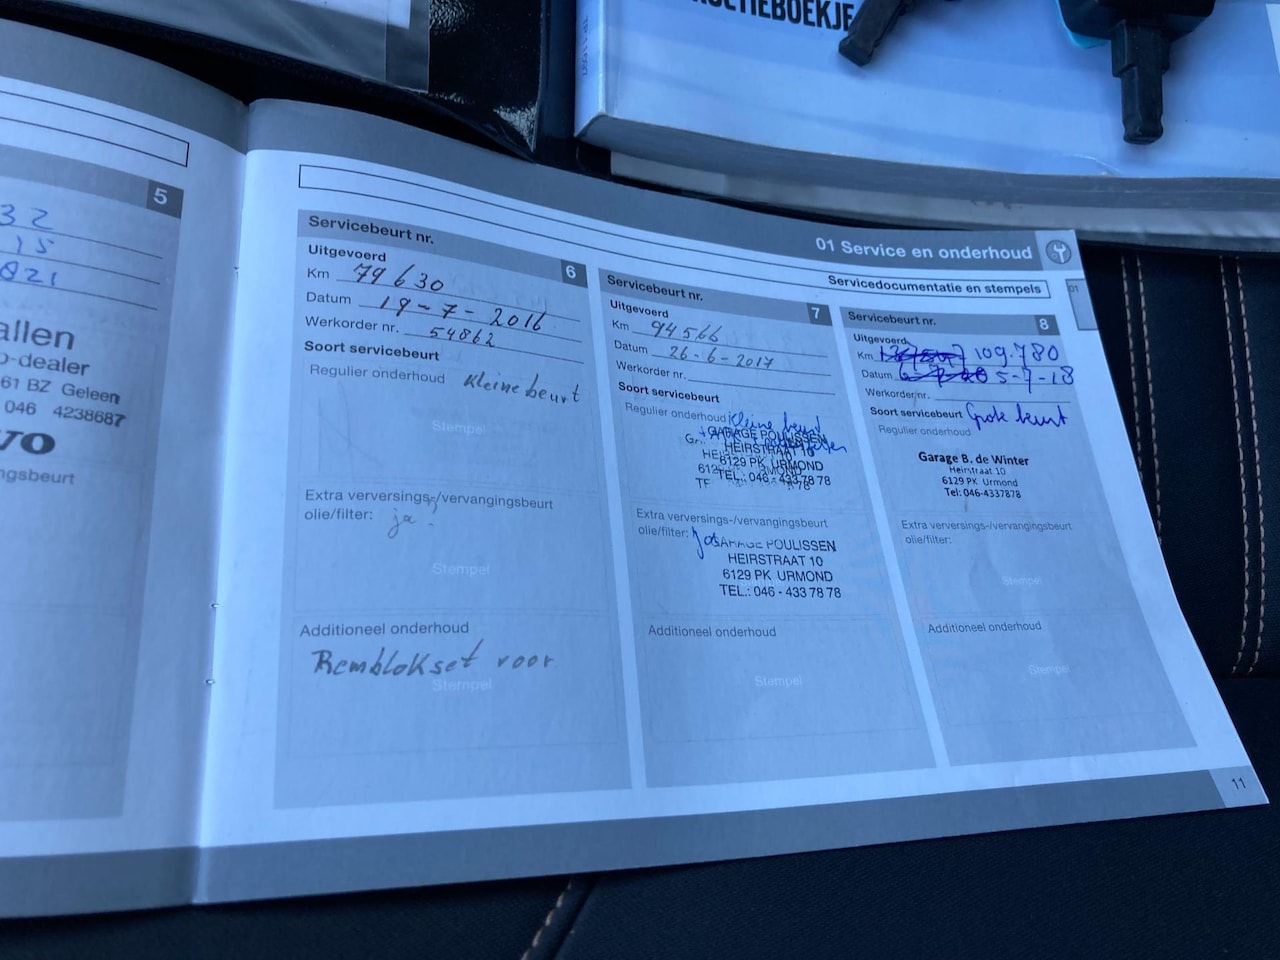 RUCTIEBOEKJE
5
32
15
021
allen
o-dealer
61 BZ Geleen
046 4238687
vo
ngsbeurt
01 Service en onderhoud
Servicedocumentatie en stempels
01
Servicebeurt nr. 6
Uitgevoerd
Km 79630
Datum 19-7-2016
Werkorder nr. 54862
Soort servicebeurt
Regulier onderhoud Kleine beurt
Stempel
Extra verversings-/vervangingsbeurt
olie/filter: ja.
Stempel
Additioneel onderhoud
Remblokset voor
Stempel
Servicebeurt nr. 7
Uitgevoerd
Km 94566
Datum 26-6-2017
Werkorder nr.
Soort servicebeurt
Regulier onderhoud Kleine beurt
GARAGE POULISSEN
HEIRSTRAAT 10
6129 PK URMOND
TEL.: 046 - 433 78 78
Extra verversings-/vervangingsbeurt
olie/filter: ja
GARAGE POULISSEN
HEIRSTRAAT 10
6129 PK URMOND
TEL.: 046 - 433 78 78
Additioneel onderhoud
Stempel
Servicebeurt nr. 8
Uitgevoerd
Km 109.780
Datum 5-7-18
Werkorder nr.
Soort servicebeurt Grote beurt
Regulier onderhoud
Garage B. de Winter
Heirstraat 10
6129 PK Urmond
Tel: 046-4337878
Extra verversings-/vervangingsbeurt
olie/filter:
Stempel
Additioneel onderhoud
Stempel
11